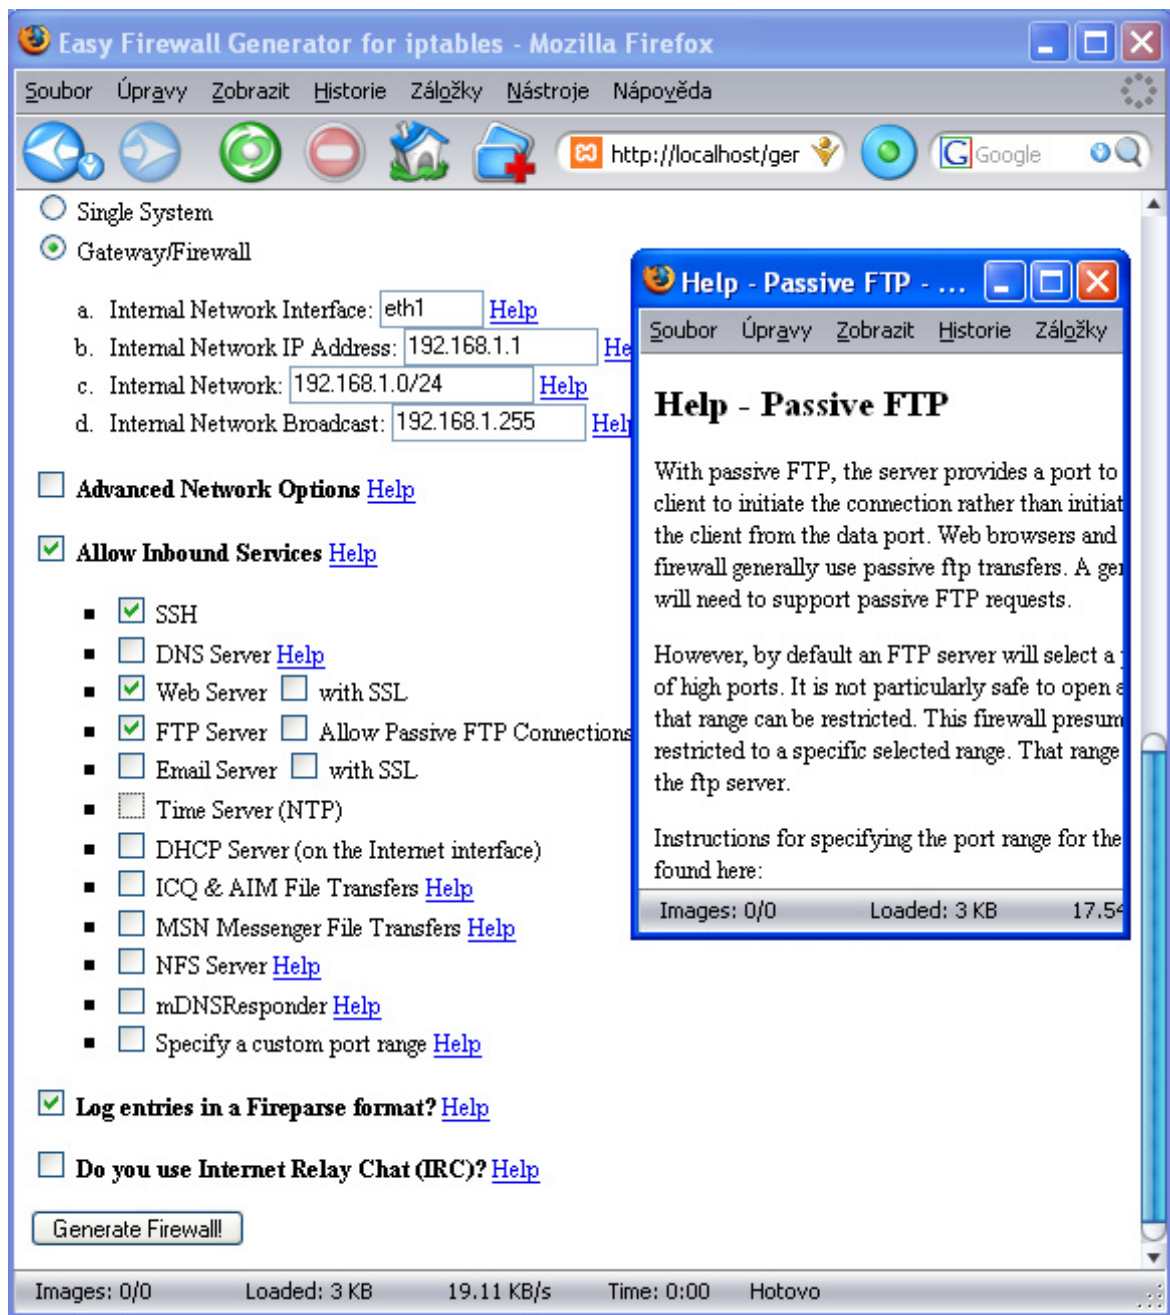 Easy Firewall Generator for iptables - Mozilla Firefox
Soubor Úpravy Zobrazit Historie Záložky Nástroje Nápověda
http://localhost/ger Google
Single System
Gateway/Firewall
a. Internal Network Interface: eth1 Help
b. Internal Network IP Address: 192.168.1.1 He
c. Internal Network: 192.168.1.0/24 Help
d. Internal Network Broadcast: 192.168.1.255 Help
Advanced Network Options Help
Allow Inbound Services Help
SSH
DNS Server Help
Web Server with SSL
FTP Server Allow Passive FTP Connections
Email Server with SSL
Time Server (NTP)
DHCP Server (on the Internet interface)
ICQ & AIM File Transfers Help
MSN Messenger File Transfers Help
NFS Server Help
mDNSResponder Help
Specify a custom port range Help
Log entries in a Fireparse format? Help
Do you use Internet Relay Chat (IRC)? Help
Generate Firewall!
Images: 0/0 Loaded: 3 KB 19.11 KB/s Time: 0:00 Hotovo
Help - Passive FTP - ...
Soubor Úpravy Zobrazit Historie Záložky
Help - Passive FTP
With passive FTP, the server provides a port to
client to initiate the connection rather than initiat
the client from the data port. Web browsers and
firewall generally use passive ftp transfers. A ger
will need to support passive FTP requests.
However, by default an FTP server will select a
of high ports. It is not particularly safe to open a
that range can be restricted. This firewall presum
restricted to a specific selected range. That range
the ftp server.
Instructions for specifying the port range for the
found here:
Images: 0/0 Loaded: 3 KB 17.54